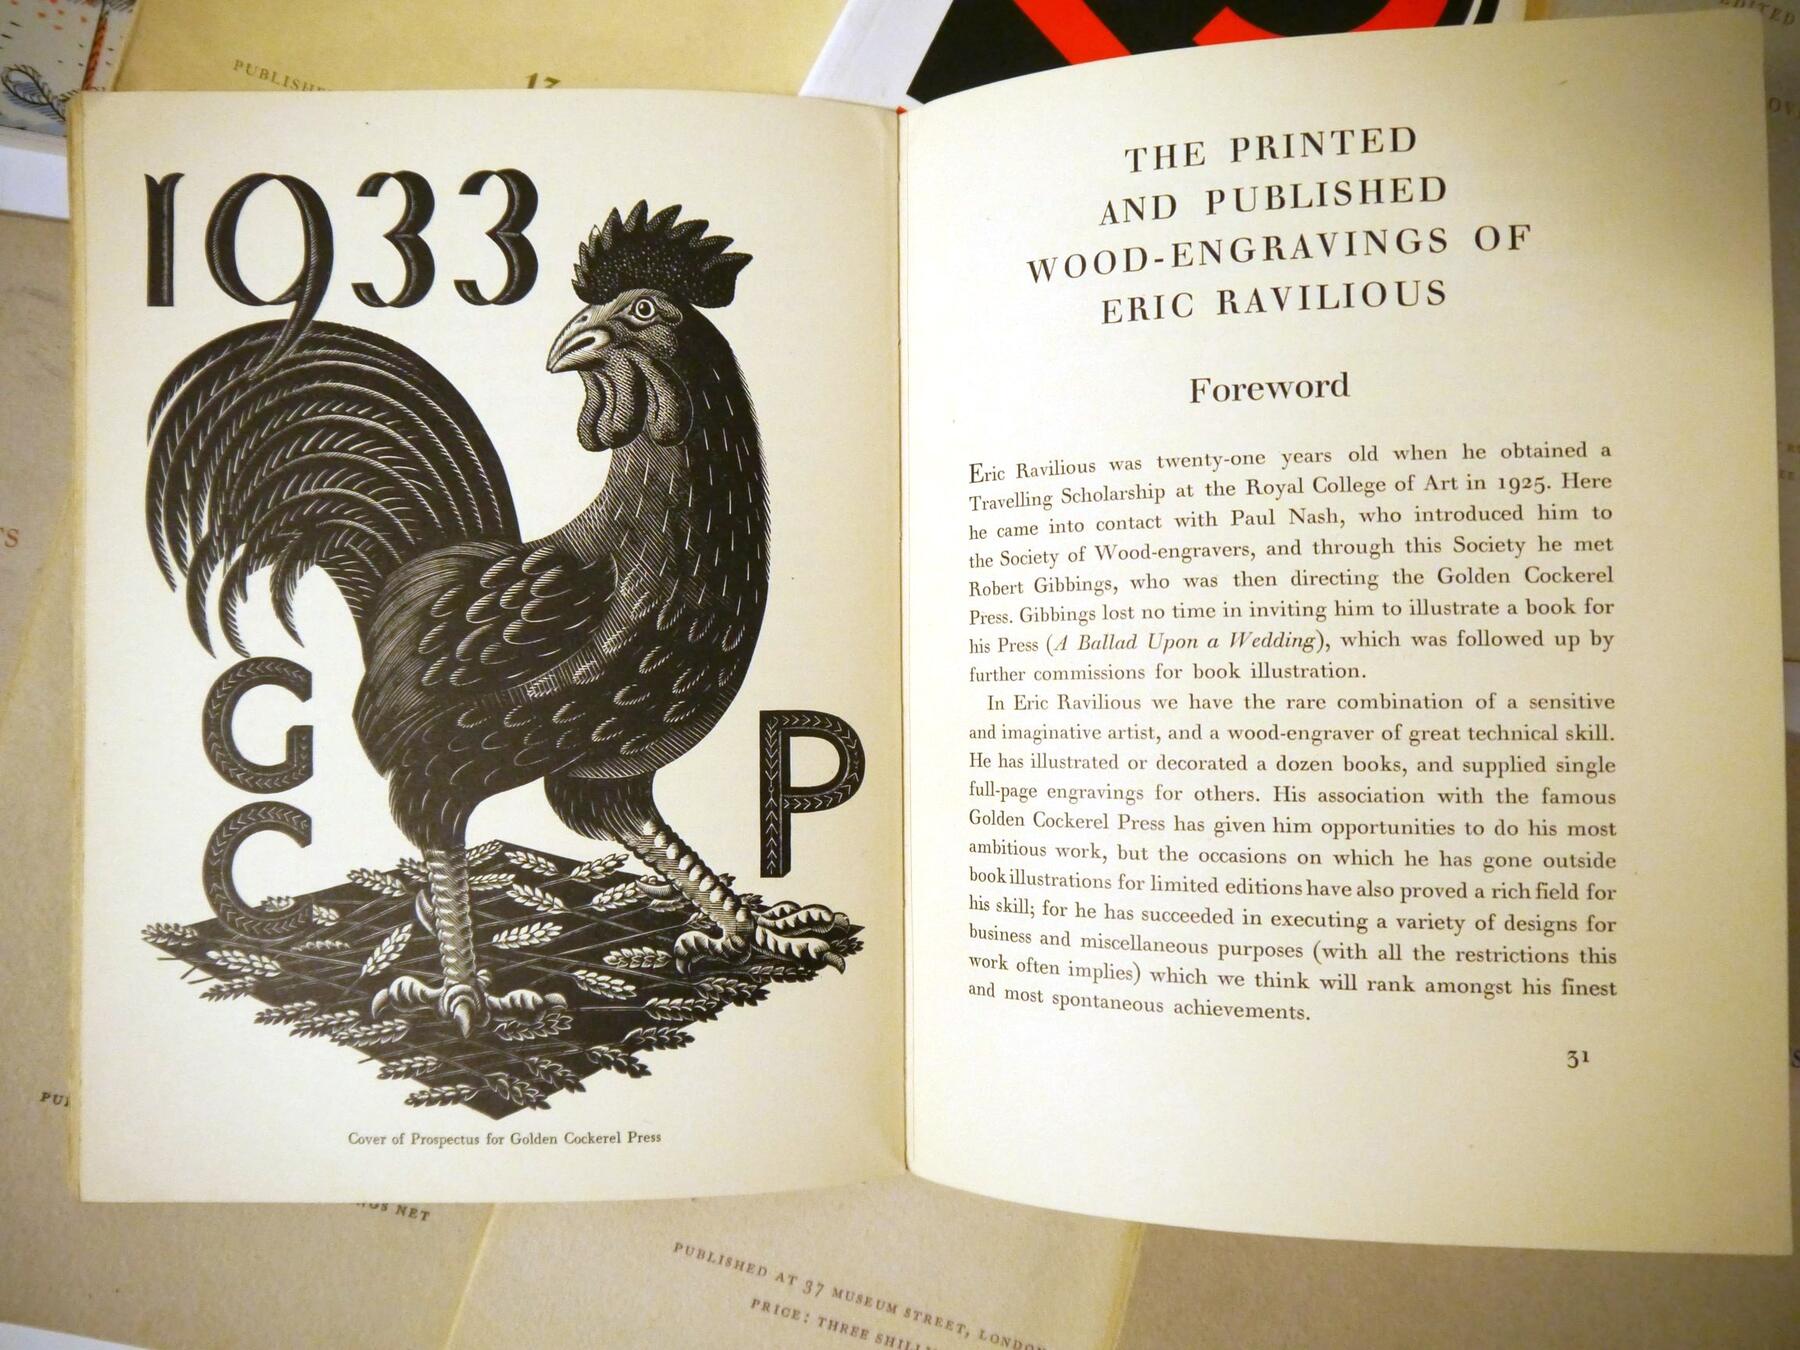 PUBLISHE
13
EDITED
1933
G
C
P
Cover of Prospectus for Golden Cockerel Press
THE PRINTED
AND PUBLISHED
WOOD-ENGRAVINGS OF
ERIC RAVILIOUS
Foreword
Eric Ravilious was twenty-one years old when he obtained a
Travelling Scholarship at the Royal College of Art in 1925. Here
he came into contact with Paul Nash, who introduced him to
the Society of Wood-engravers, and through this Society he met
Robert Gibbings, who was then directing the Golden Cockerel
Press. Gibbings lost no time in inviting him to illustrate a book for
his Press (A Ballad Upon a Wedding), which was followed up by
further commissions for book illustration.
In Eric Ravilious we have the rare combination of a sensitive
and imaginative artist, and a wood-engraver of great technical skill.
He has illustrated or decorated a dozen books, and supplied single
full-page engravings for others. His association with the famous
Golden Cockerel Press has given him opportunities to do his most
ambitious work, but the occasions on which he has gone outside
book illustrations for limited editions have also proved a rich field for
his skill; for he has succeeded in executing a variety of designs for
business and miscellaneous purposes (with all the restrictions this
work often implies) which we think will rank amongst his finest
and most spontaneous achievements.
31
NET
PUBLISHED AT 37 MUSEUM STREET, LONDON
PRICE: THREE SHILL